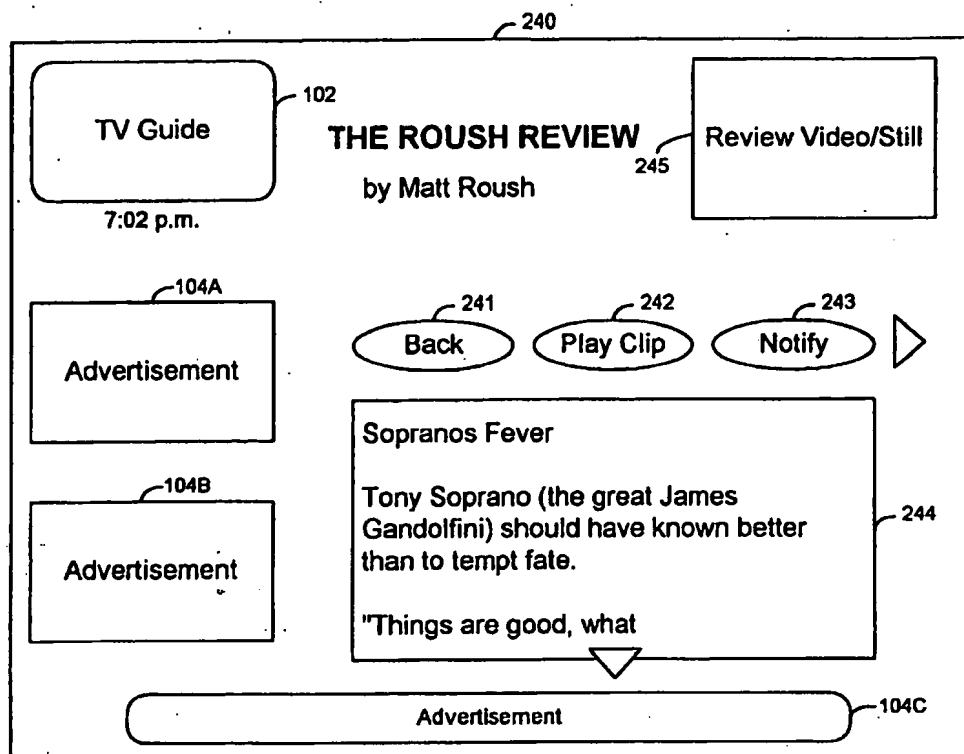 240
TV Guide
102
THE ROUSH REVIEW
by Matt Roush
245
Review Video/Still
7:02 p.m.
104A
Advertisement
241
242
243
Back
Play Clip
Notify
Sopranos Fever
Tony Soprano (the great James
Gandolfini) should have known better
than to tempt fate.
"Things are good, what
244
104B
Advertisement
Advertisement
104C